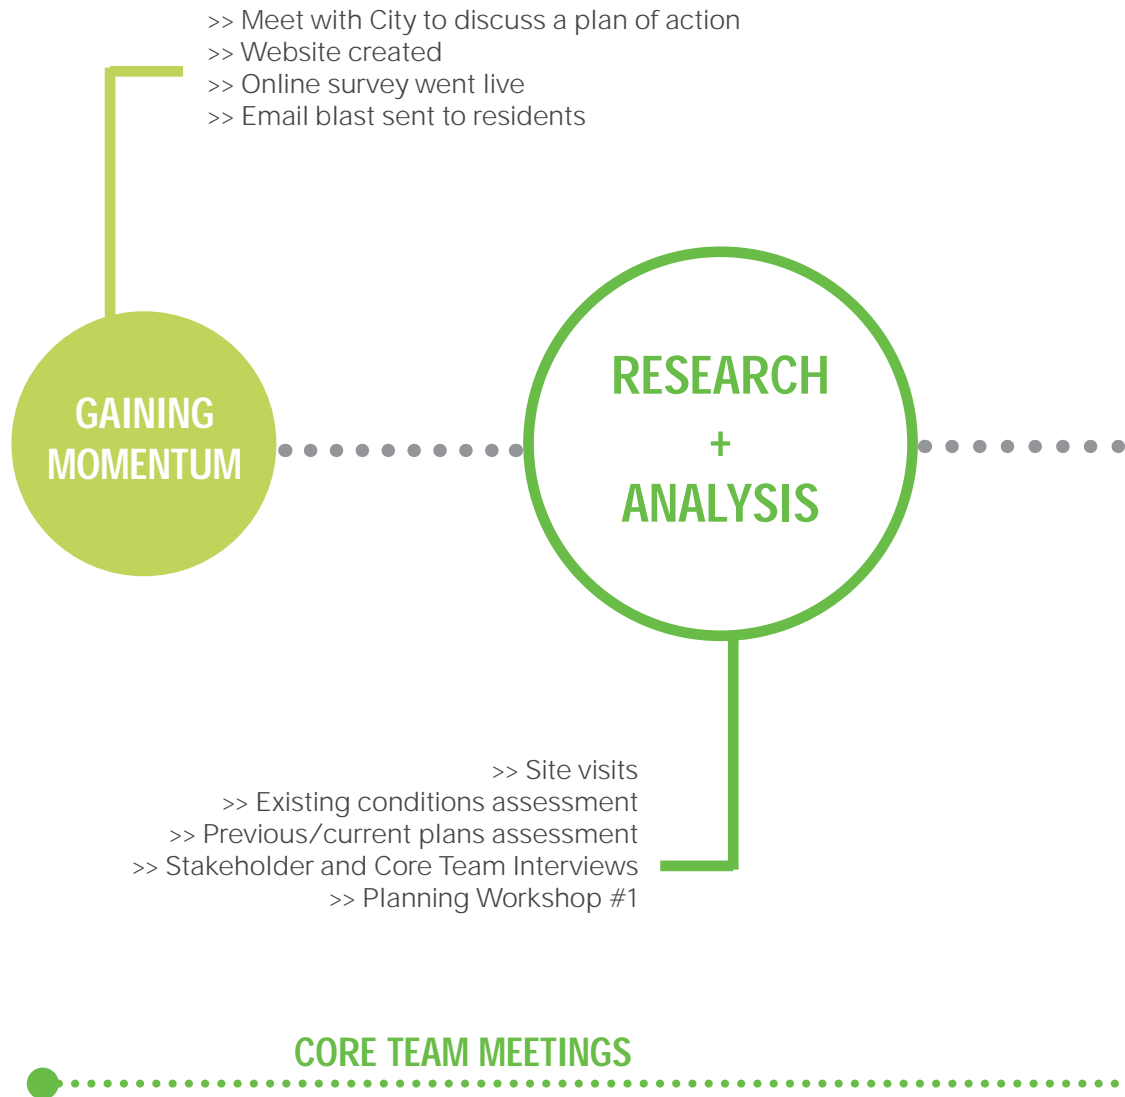 >> Meet with City to discuss a plan of action
>> Website created
>> Online survey went live
>> Email blast sent to residents
GAINING
MOMENTUM
RESEARCH
+
ANALYSIS
>> Site visits
>> Existing conditions assessment
>> Previous/current plans assessment
>> Stakeholder and Core Team Interviews
>> Planning Workshop #1
CORE TEAM MEETINGS